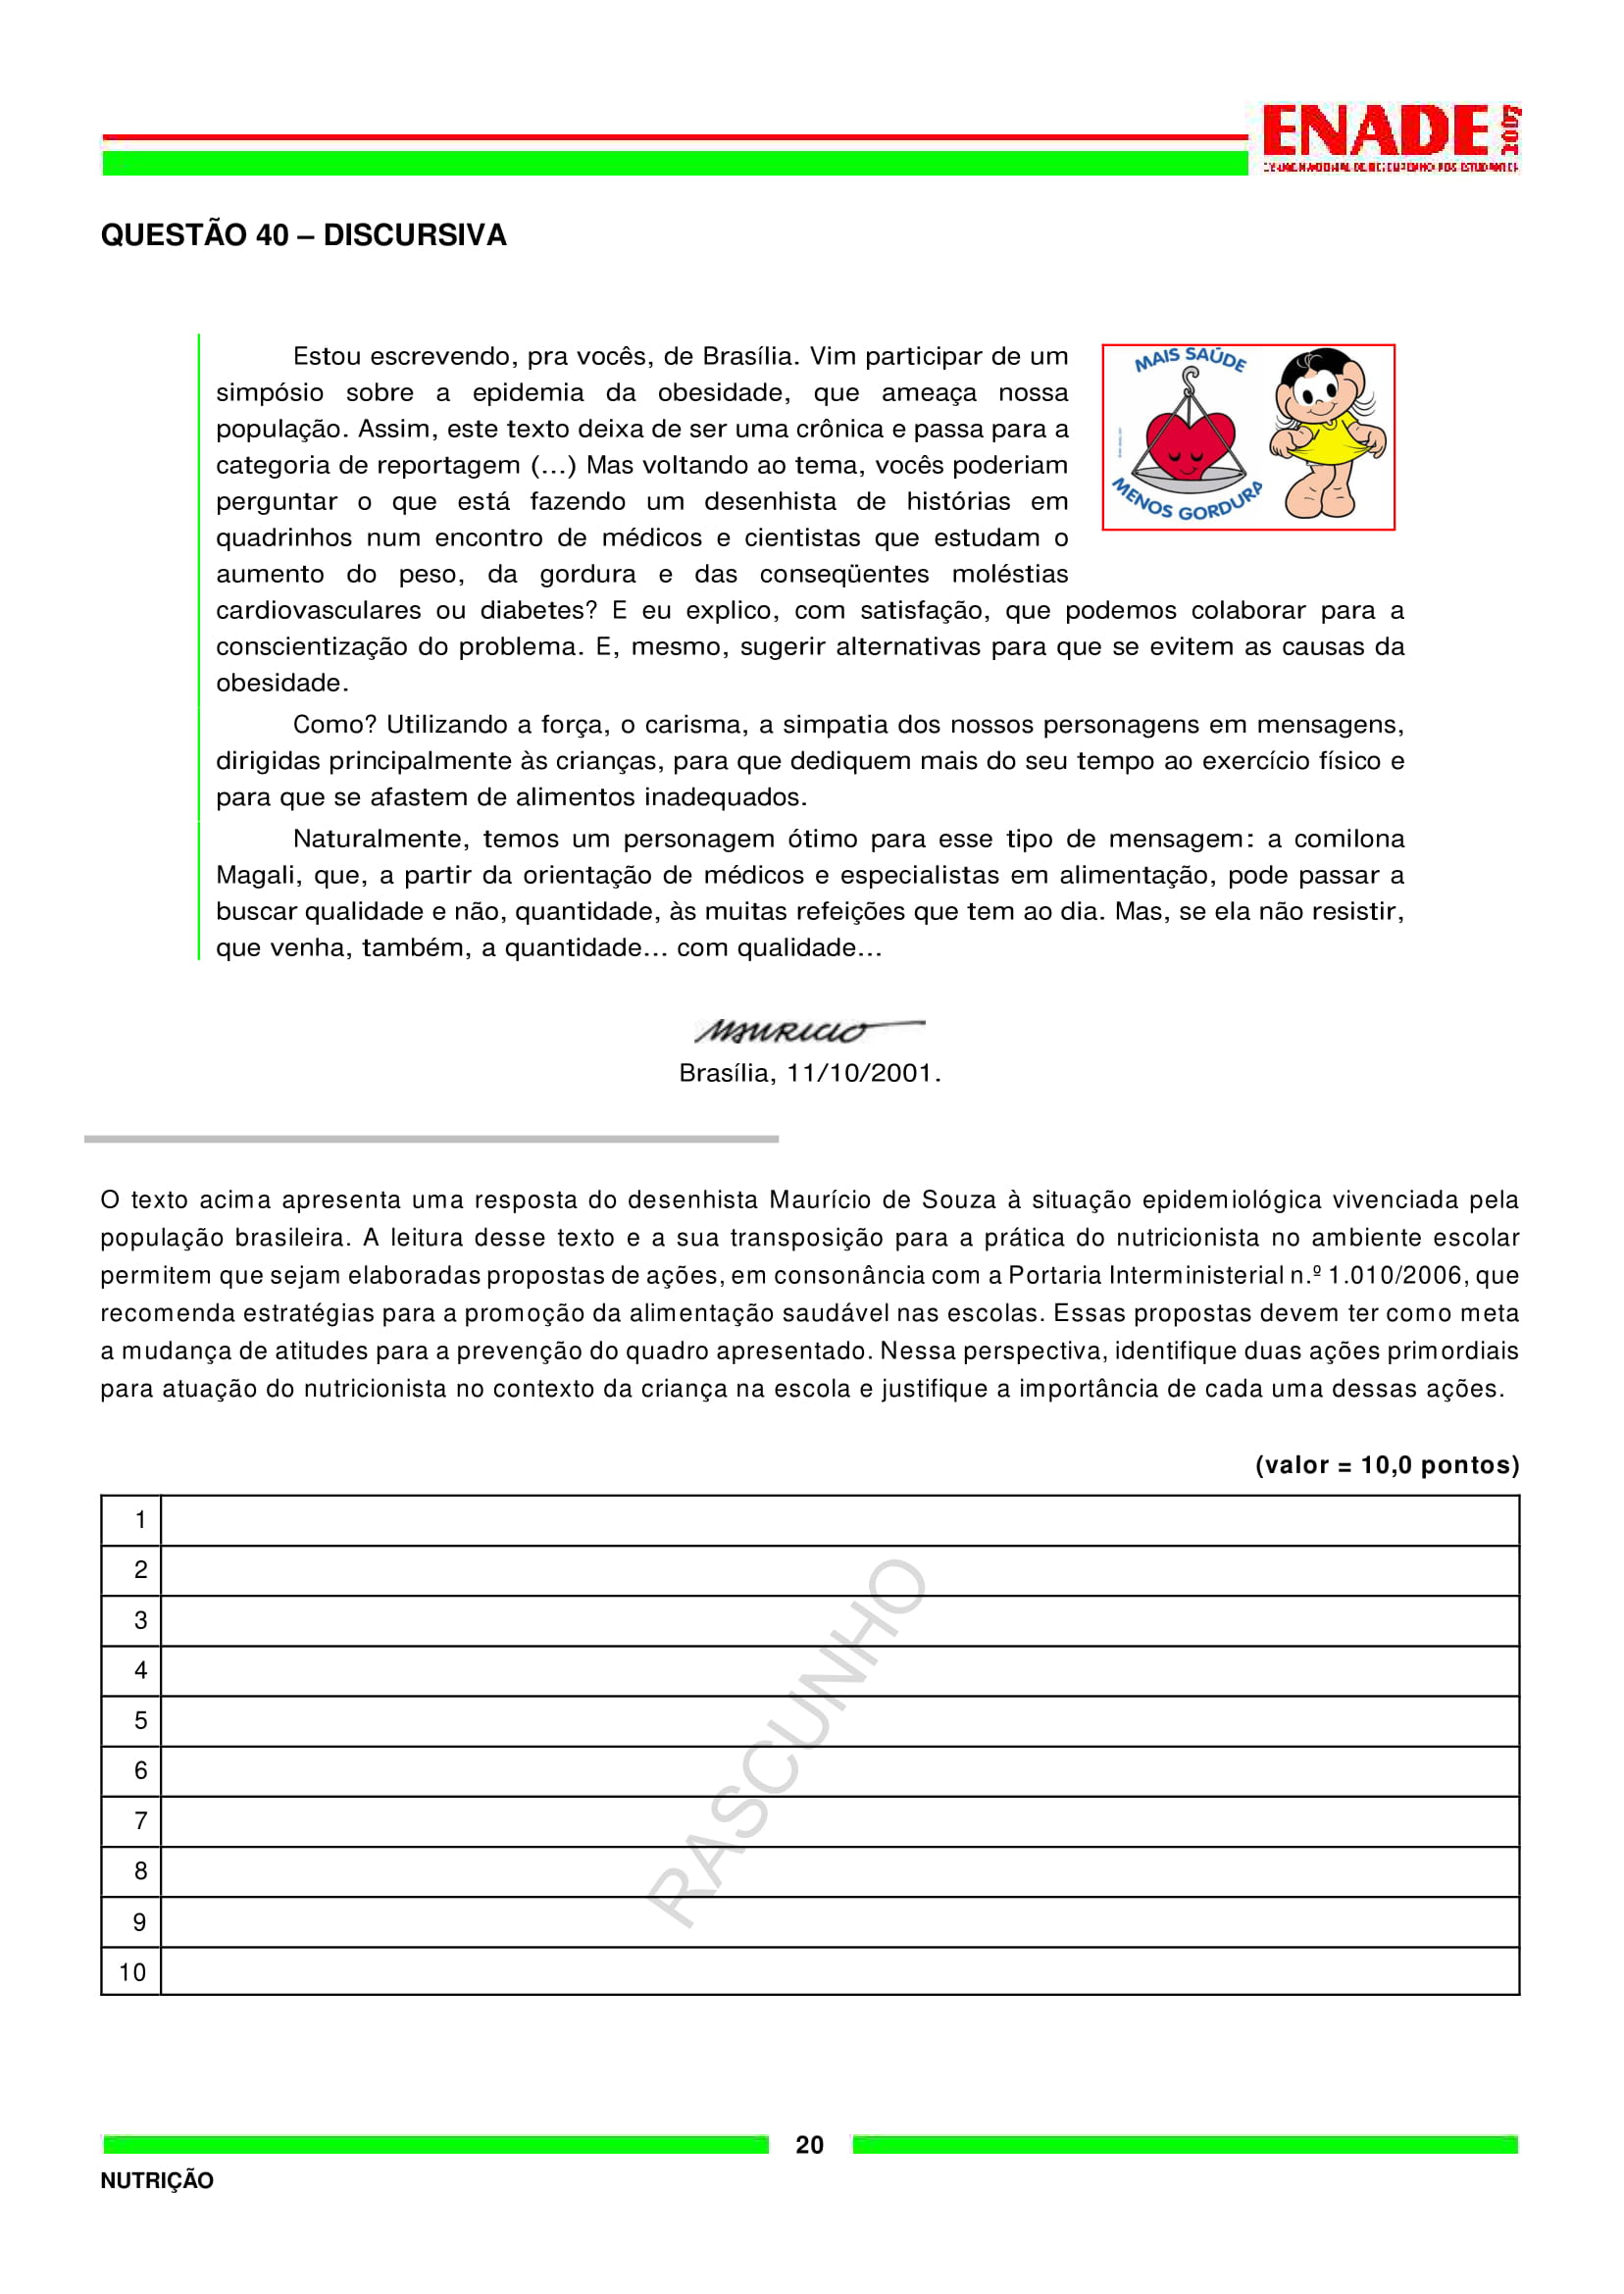 ENADE
QUESTÃO 40 – DISCURSIVA
Estou escrevendo, pra vocês, de Brasília. Vim participar de um
simpósio sobre a epidemia da obesidade, que ameaça nossa
população. Assim, este texto deixa de ser uma crônica e passa para a
categoria de reportagem (...) Mas voltando ao tema, vocês poderiam
perguntar o que está fazendo um desenhista de histórias em
quadrinhos num encontro de médicos e cientistas que estudam o
aumento do peso, da gordura e das conseqüentes moléstias
cardiovasculares ou diabetes? E eu explico, com satisfação, que podemos colaborar para a
conscientização do problema. E, mesmo, sugerir alternativas para que se evitem as causas da
obesidade.
MAIS SAÚDE
MENOS GORDURA
Como? Utilizando a força, o carisma, a simpatia dos nossos personagens em mensagens,
dirigidas principalmente às crianças, para que dediquem mais do seu tempo ao exercício físico e
para que se afastem de alimentos inadequados.
Naturalmente, temos um personagem ótimo para esse tipo de mensagem: a comilona
Magali, que, a partir da orientação de médicos e especialistas em alimentação, pode passar a
buscar qualidade e não, quantidade, às muitas refeições que tem ao dia. Mas, se ela não resistir,
que venha, também, a quantidade... com qualidade...
MAURICIO
Brasília, 11/10/2001.
O texto acima apresenta uma resposta do desenhista Maurício de Souza à situação epidemiológica vivenciada pela
população brasileira. A leitura desse texto e a sua transposição para a prática do nutricionista no ambiente escolar
permitem que sejam elaboradas propostas de ações, em consonância com a Portaria Interministerial n.º 1.010/2006, que
recomenda estratégias para a promoção da alimentação saudável nas escolas. Essas propostas devem ter como meta
a mudança de atitudes para a prevenção do quadro apresentado. Nessa perspectiva, identifique duas ações primordiais
para atuação do nutricionista no contexto da criança na escola e justifique a importância de cada uma dessas ações.
(valor = 10,0 pontos)
1
2
3
4
5
6
7
8
9
10
RASCUNHO
20
NUTRIÇÃO